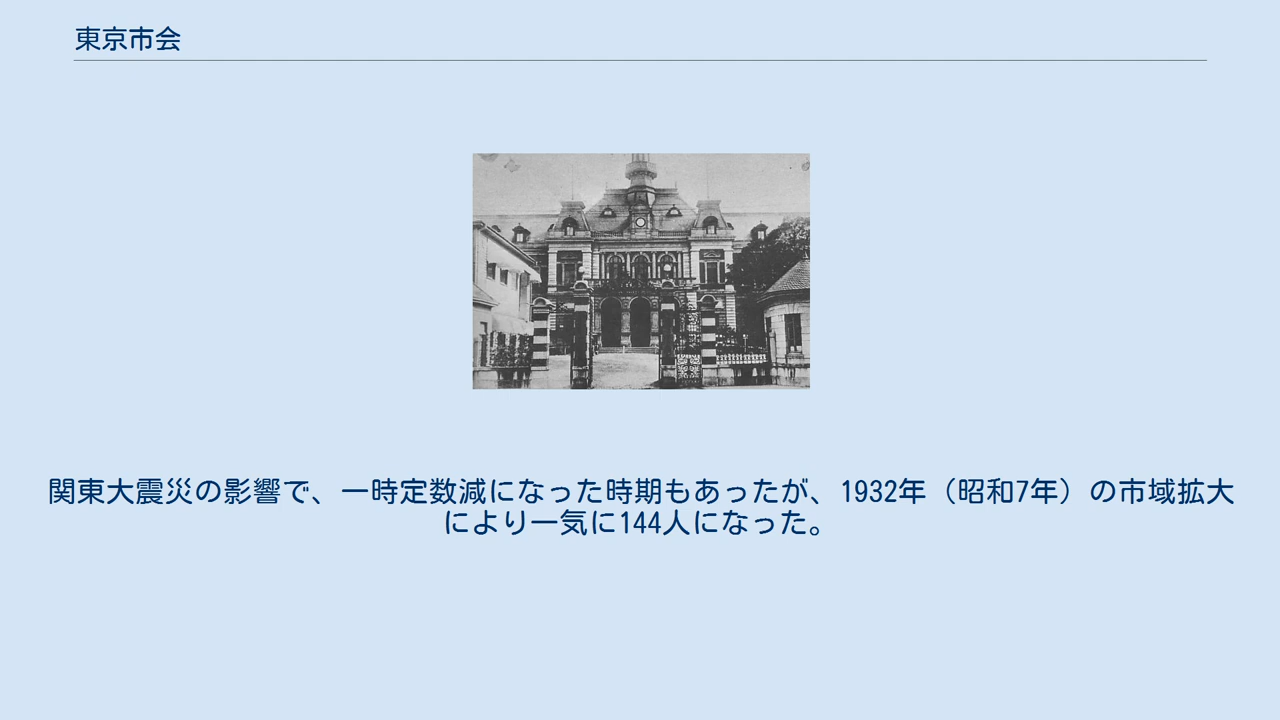 東京市会
関東大震災の影響で、一時定数減になった時期もあったが、1932年（昭和7年）の市域拡大
により一気に144人になった。